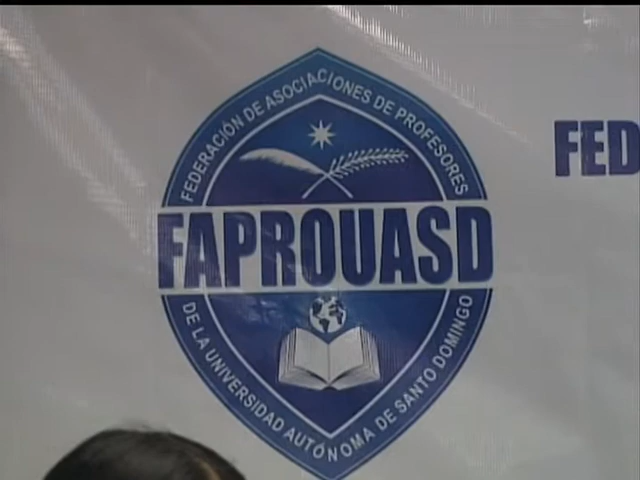 FEDERACIÓN DE ASOCIACIONES DE PROFESORES
FAPROUASD
DE LA UNIVERSIDAD AUTÓNOMA DE SANTO DOMINGO
FED